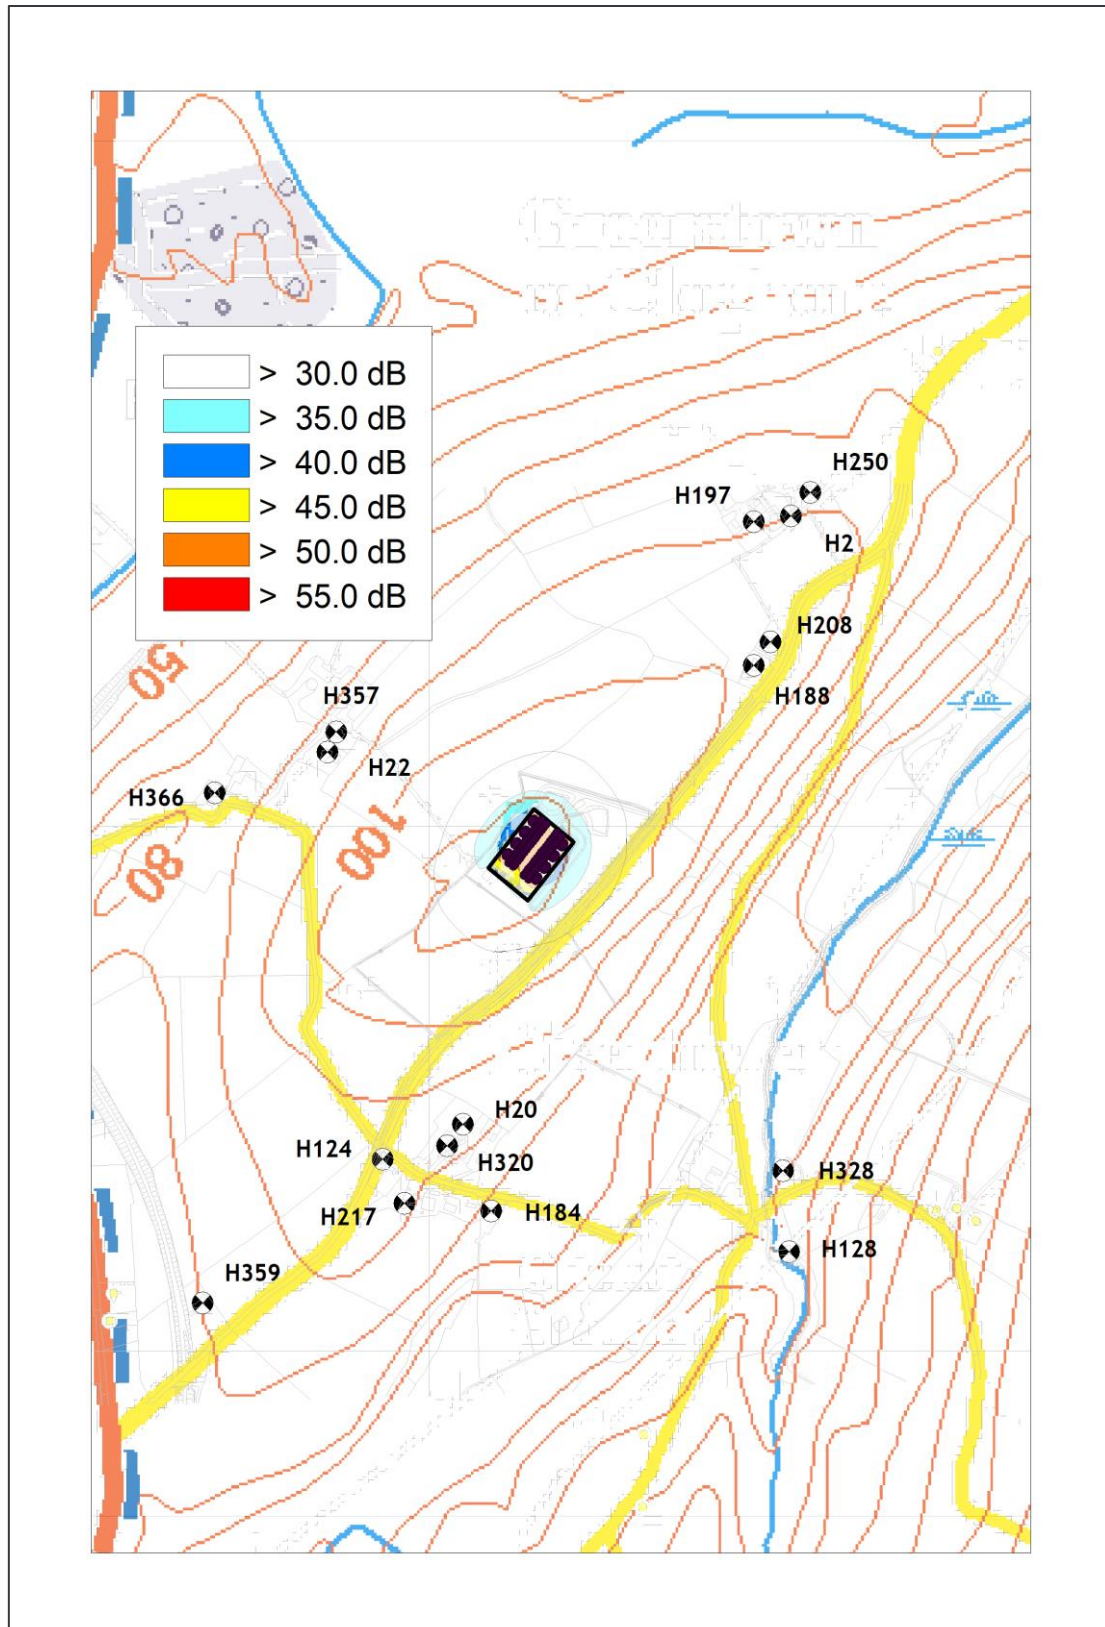 > 30.0 dB
> 35.0 dB
> 40.0 dB
> 45.0 dB
> 50.0 dB
> 55.0 dB
H250
H197
H2
H208
H188
50
H357
H22
H366
100
80
H20
H124
H320
H328
H217
H184
H128
H359